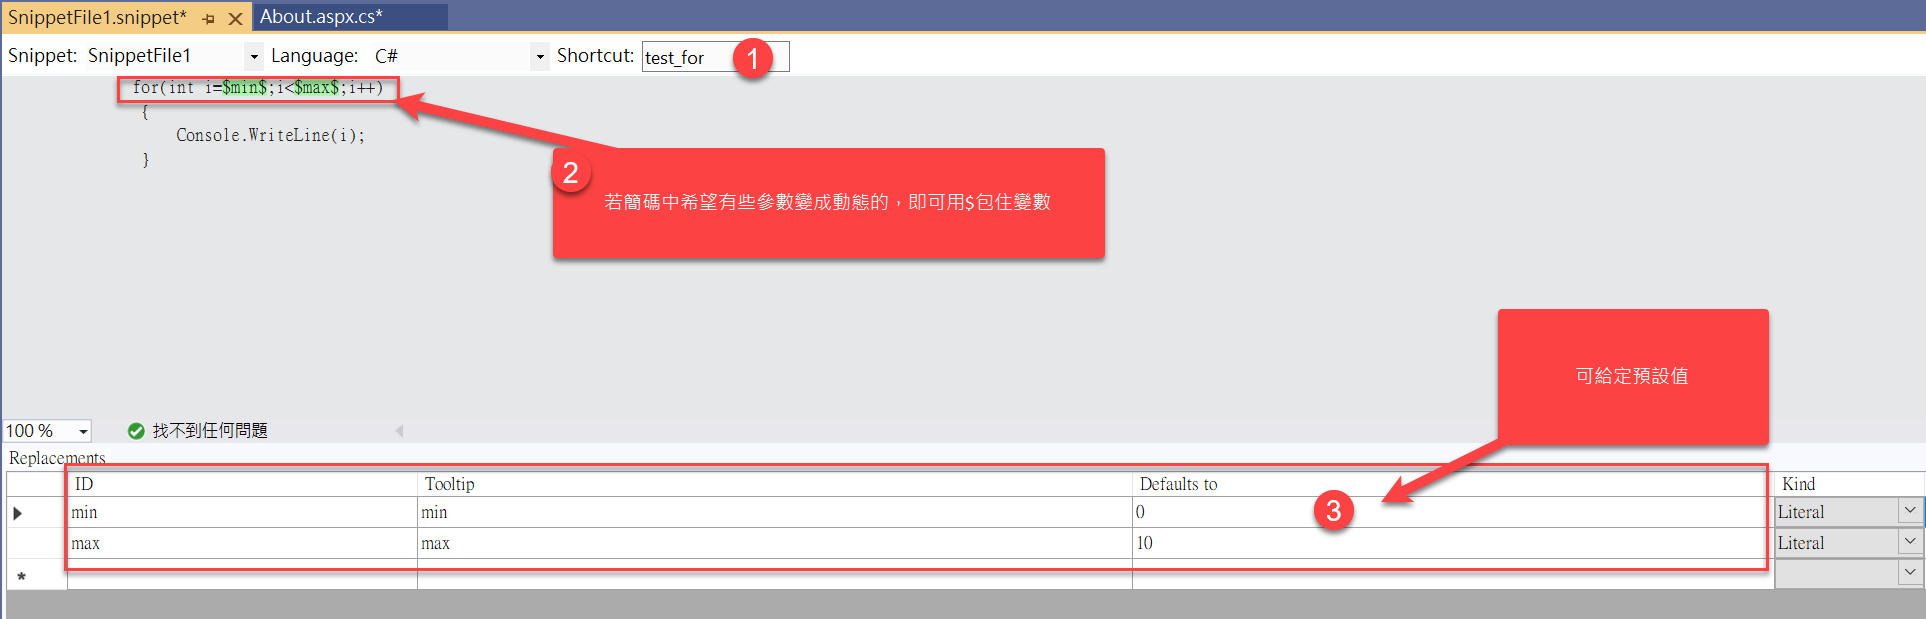 SnippetFile1.snippet* About.aspx.cs*
Snippet: SnippetFile1 Language: C# Shortcut: test_for 1
for(int i=$min$;i<$max$;i++)
{
Console.WriteLine(i);
}
2
若簡碼中希望有些參數變成動態的，即可用$包住變數
可給定預設值
100 % 找不到任何問題
Replacements
ID Tooltip Defaults to Kind
min min 0 Literal
3
max max 10 Literal
*